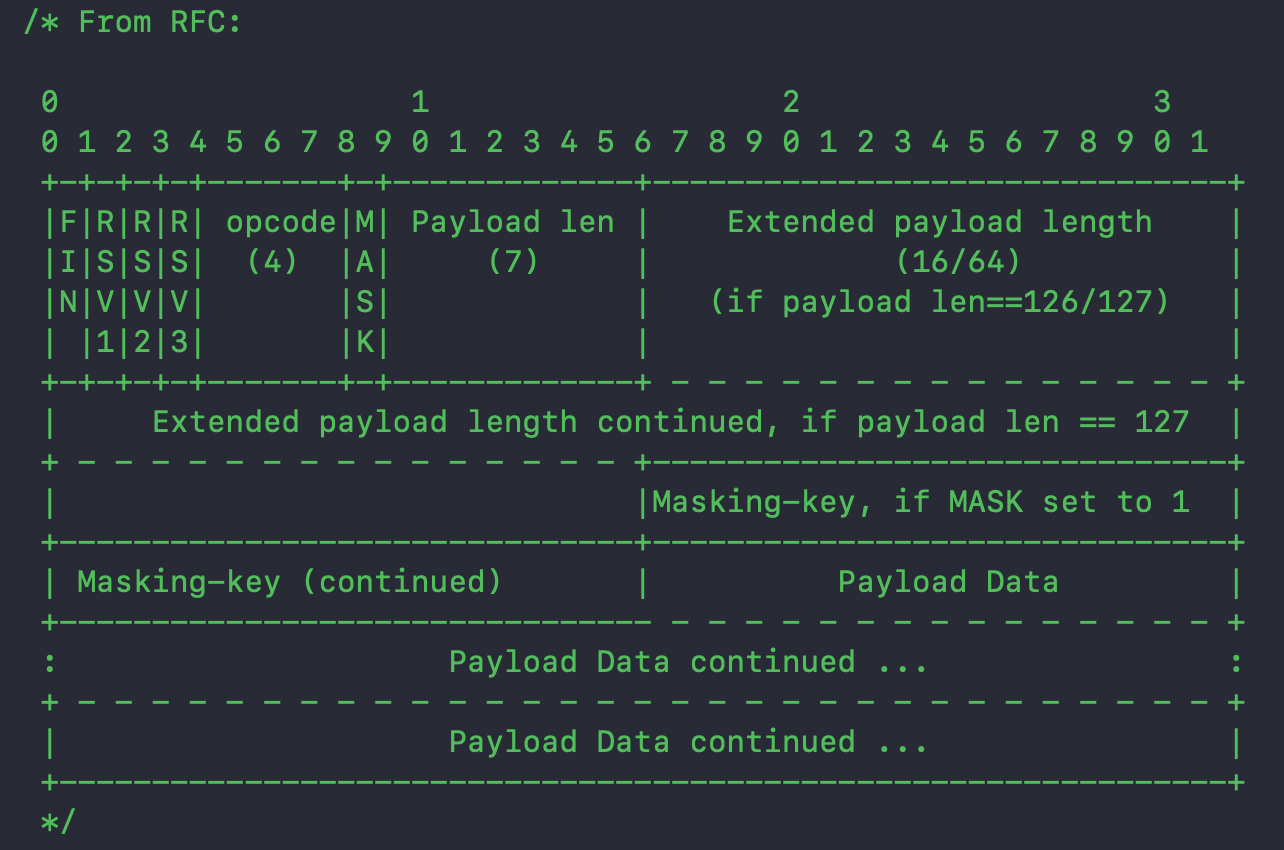 /* From RFC:

 0                   1                   2                   3
 0 1 2 3 4 5 6 7 8 9 0 1 2 3 4 5 6 7 8 9 0 1 2 3 4 5 6 7 8 9 0 1
 +-+-+-+-+-------+-+-------------+-------------------------------+
 |F|R|R|R| opcode|M| Payload len |    Extended payload length    |
 |I|S|S|S|  (4)  |A|     (7)     |             (16/64)           |
 |N|V|V|V|       |S|             |   (if payload len==126/127)   |
 | |1|2|3|       |K|             |                               |
 +-+-+-+-+-------+-+-------------+ - - - - - - - - - - - - - - - +
 |     Extended payload length continued, if payload len == 127  |
 + - - - - - - - - - - - - - - - +-------------------------------+
 |                               |Masking-key, if MASK set to 1  |
 +-------------------------------+-------------------------------+
 | Masking-key (continued)       |          Payload Data         |
 +-------------------------------- - - - - - - - - - - - - - - - +
 :                     Payload Data continued ...                :
 + - - - - - - - - - - - - - - - - - - - - - - - - - - - - - - - +
 |                     Payload Data continued ...                |
 +---------------------------------------------------------------+
 */